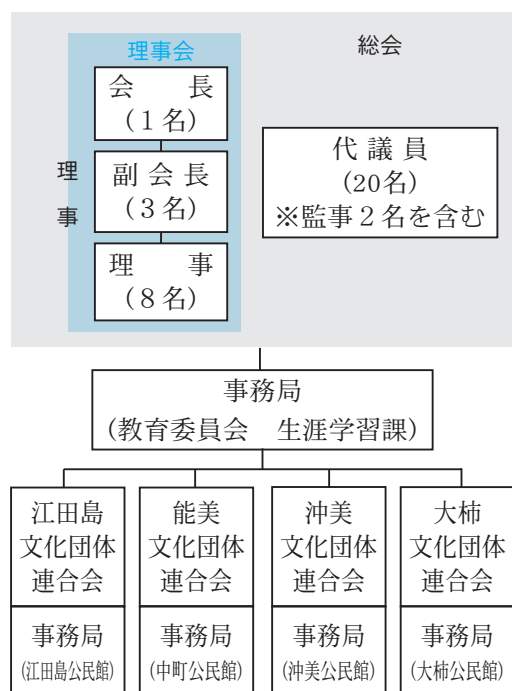 理事会
総会
会　　長
(１名)
理
事
副 会 長
(３名)
理　　事
(８名)
代 議 員
(20名)
※監事２名を含む
事務局
(教育委員会　生涯学習課)
江田島
文化団体
連合会
事務局
(江田島公民館)
能美
文化団体
連合会
事務局
(中町公民館)
沖美
文化団体
連合会
事務局
(沖美公民館)
大柿
文化団体
連合会
事務局
(大柿公民館)